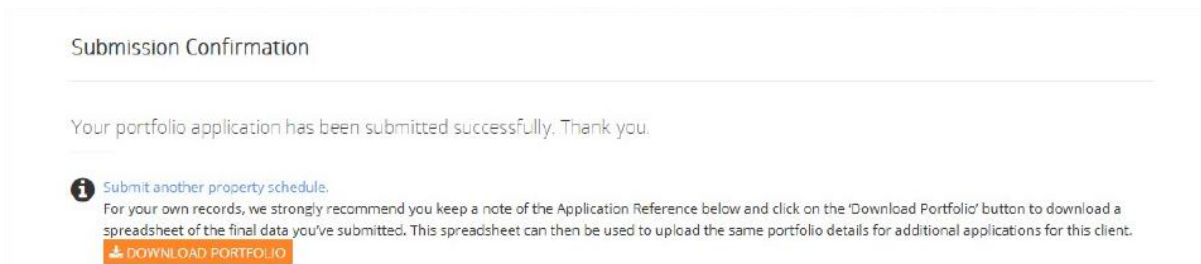 Submission Confirmation
Your portfolio application has been submitted successfully. Thank you.
Submit another property schedule.
For your own records, we strongly recommend you keep a note of the Application Reference below and click on the 'Download Portfolio' button to download a
spreadsheet of the final data you've submitted. This spreadsheet can then be used to upload the same portfolio details for additional applications for this client.
DOWNLOAD PORTFOLIO